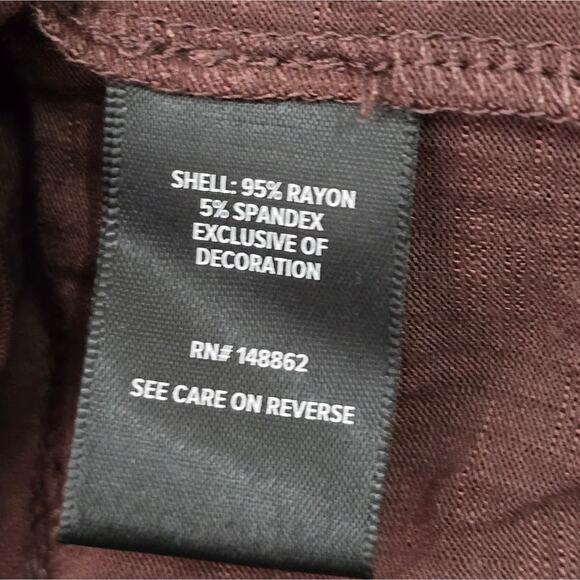 SHELL: 95% RAYON
5% SPANDEX
EXCLUSIVE OF
DECORATION
RN# 148862
SEE CARE ON REVERSE